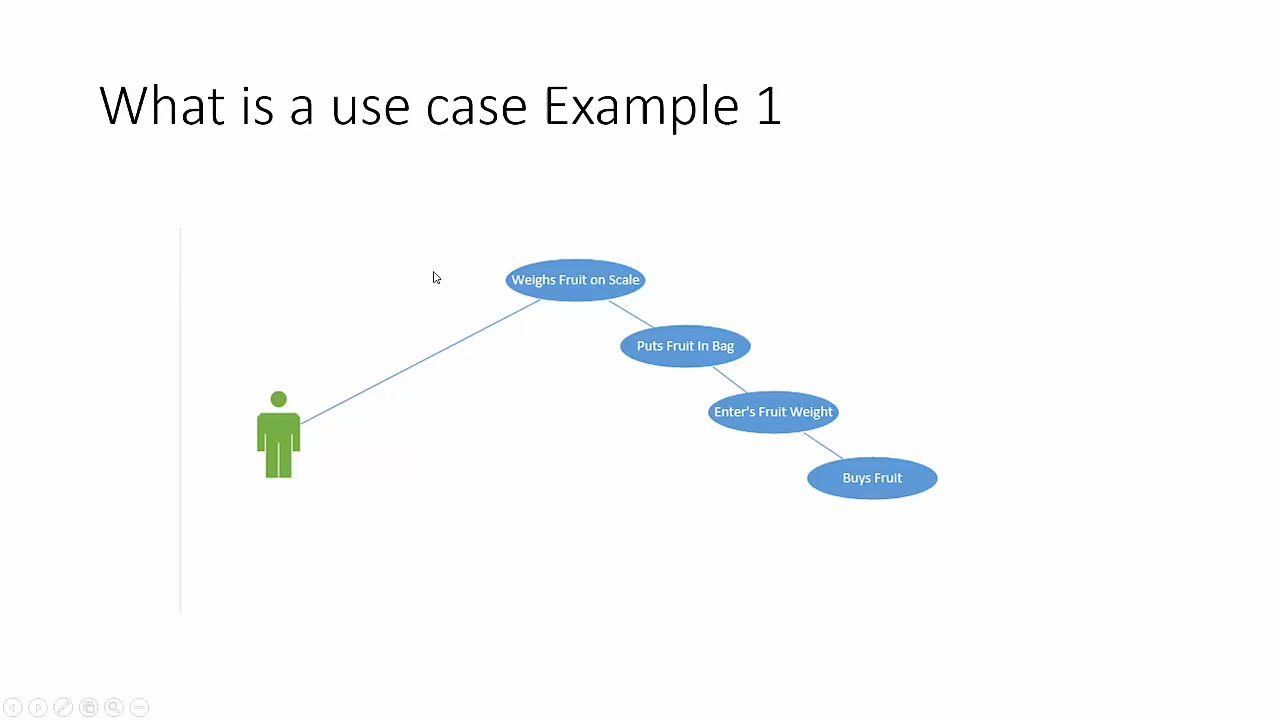 What is a use case Example 1
Weighs Fruit on Scale
Puts Fruit In Bag
Enter's Fruit Weight
Buys Fruit